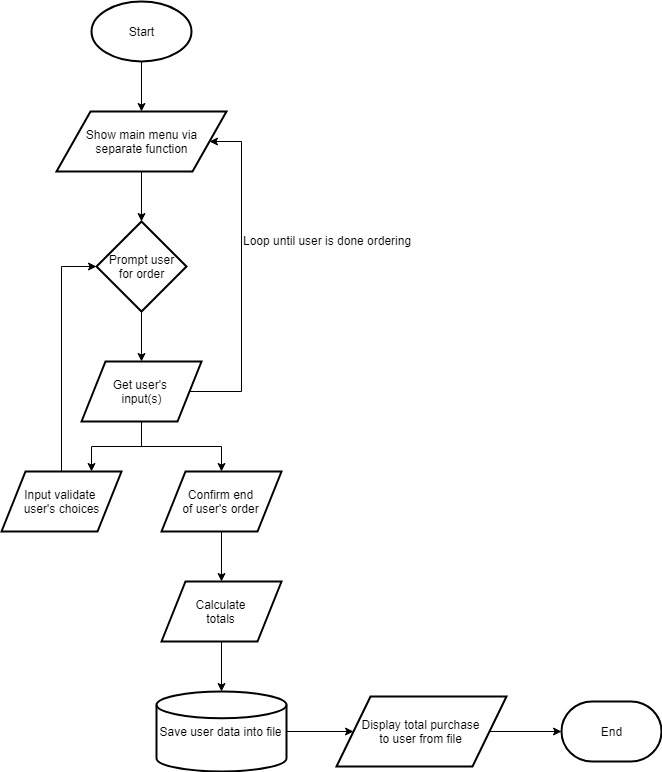 Start
Show main menu via
separate function
Loop until user is done ordering
Prompt user
for order
Get user's
input(s)
Input validate
user's choices
Confirm end
of user's order
Calculate
totals
Save user data into file
Display total purchase
to user from file
End